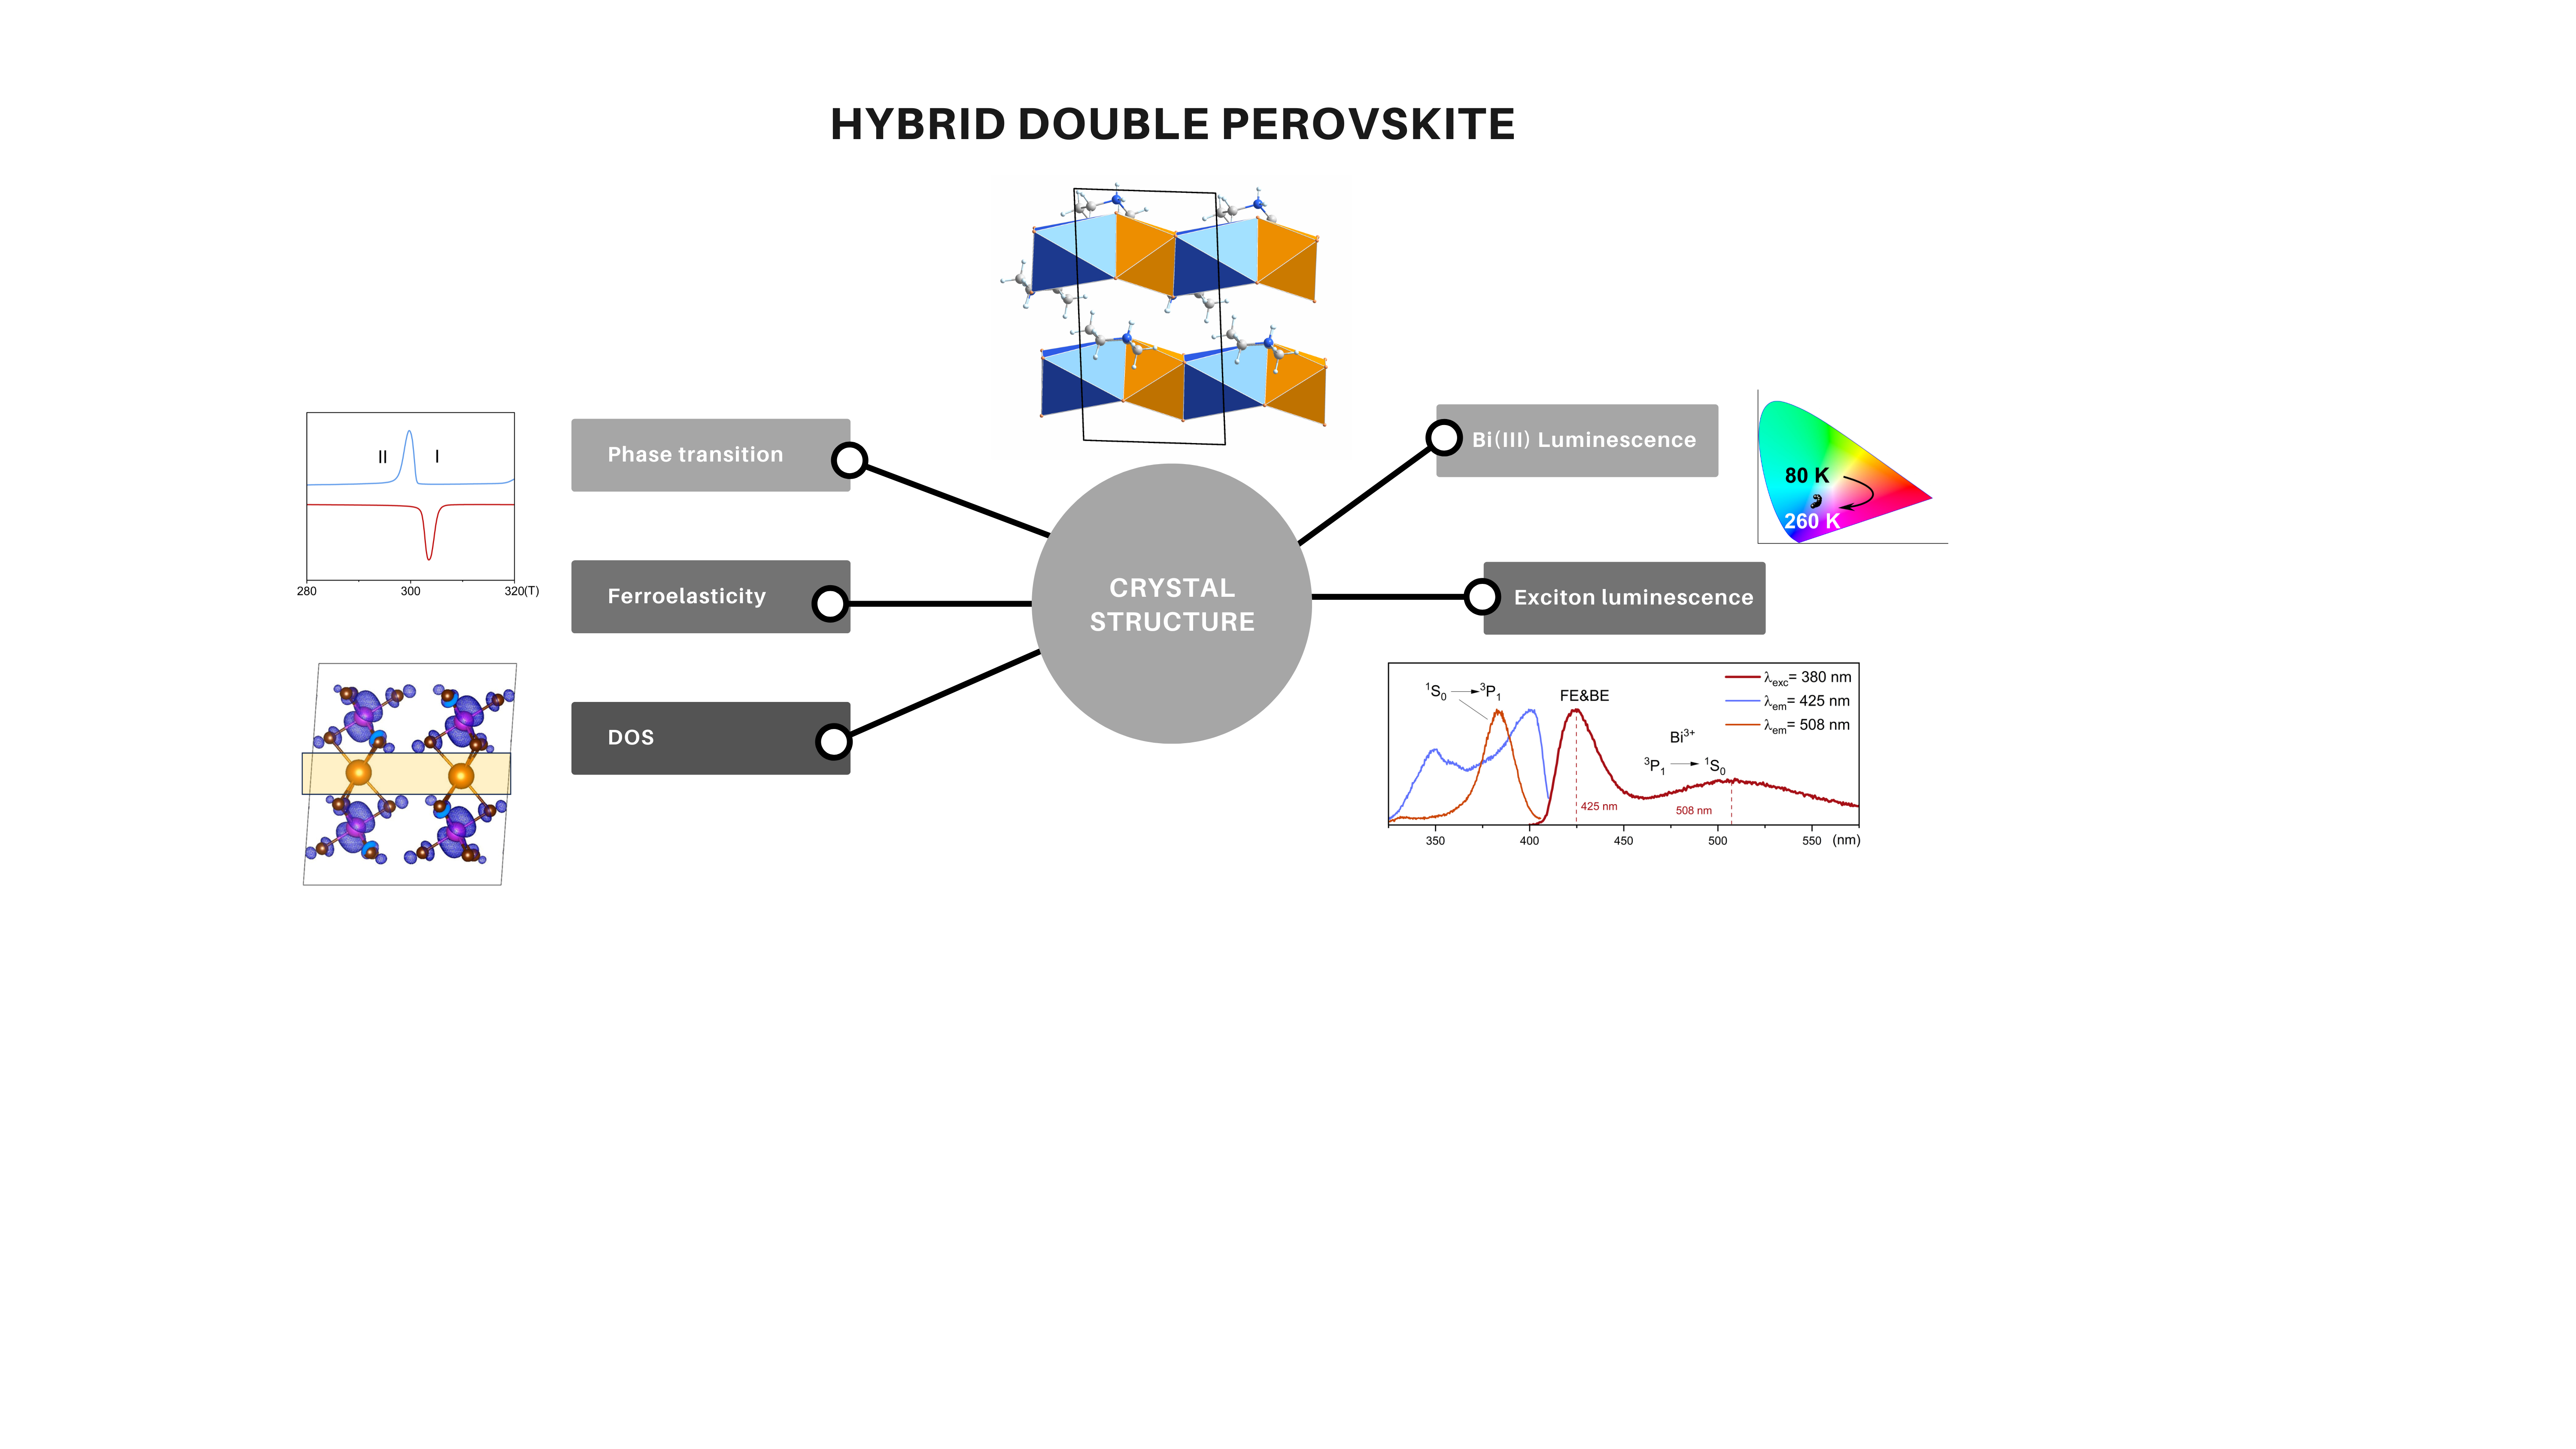 HYBRID DOUBLE PEROVSKITE
II I
280 300 320(T)
Phase transition
Ferroelasticity
DOS
CRYSTAL
STRUCTURE
Bi(III) Luminescence
80 K
260 K
Exciton luminescence
¹S₀ → ³P₁
FE&BE
λexc= 380 nm
λem= 425 nm
λem= 508 nm
Bi³⁺
³P₁ → ¹S₀
425 nm
508 nm
350 400 450 500 550 (nm)